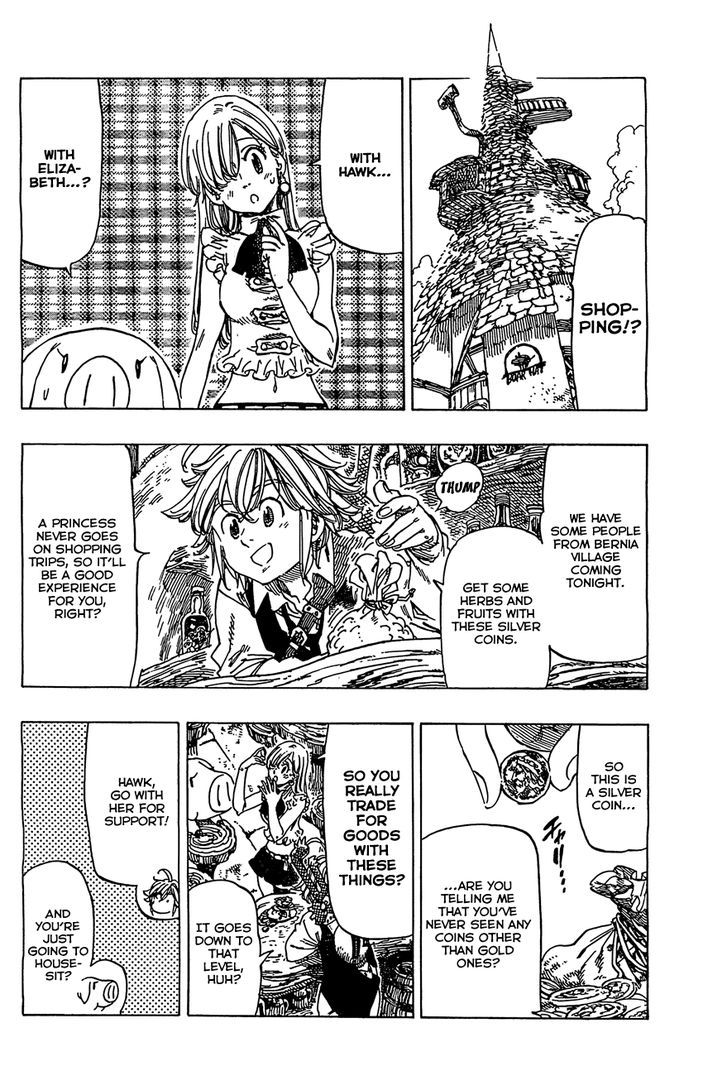 SHOP-
PING!?
BOAR HAT
WITH
HAWK...
WITH
ELIZA-
BETH...?
WE HAVE
SOME PEOPLE
FROM BERNIA
VILLAGE
COMING
TONIGHT.
THUMP
GET SOME
HERBS AND
FRUITS WITH
THESE SILVER
COINS.
A PRINCESS
NEVER GOES
ON SHOPPING
TRIPS, SO IT'LL
BE A GOOD
EXPERIENCE
FOR YOU,
RIGHT?
SO
THIS IS
A SILVER
COIN...
...ARE YOU
TELLING ME
THAT YOU'VE
NEVER SEEN ANY
COINS OTHER
THAN GOLD
ONES?
SO YOU
REALLY
TRADE
FOR
GOODS
WITH
THESE
THINGS?
IT GOES
DOWN TO
THAT
LEVEL,
HUH?
HAWK,
GO WITH
HER FOR
SUPPORT!
AND
YOU'RE
JUST
GOING TO
HOUSE-
SIT?